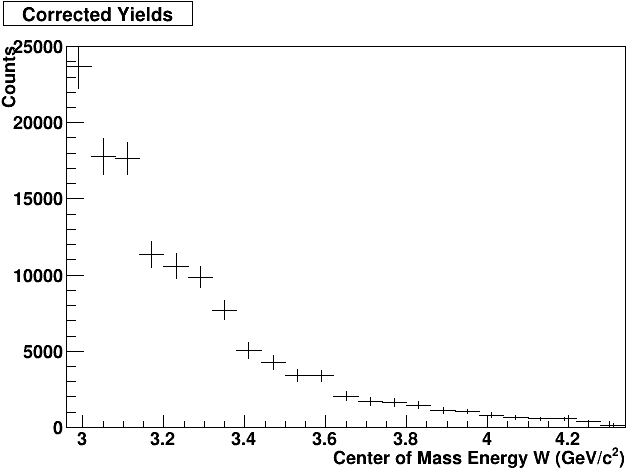 Corrected Yields
Counts
25000
20000
15000
10000
5000
0
3 3.2 3.4 3.6 3.8 4 4.2
Center of Mass Energy W (GeV/c²)